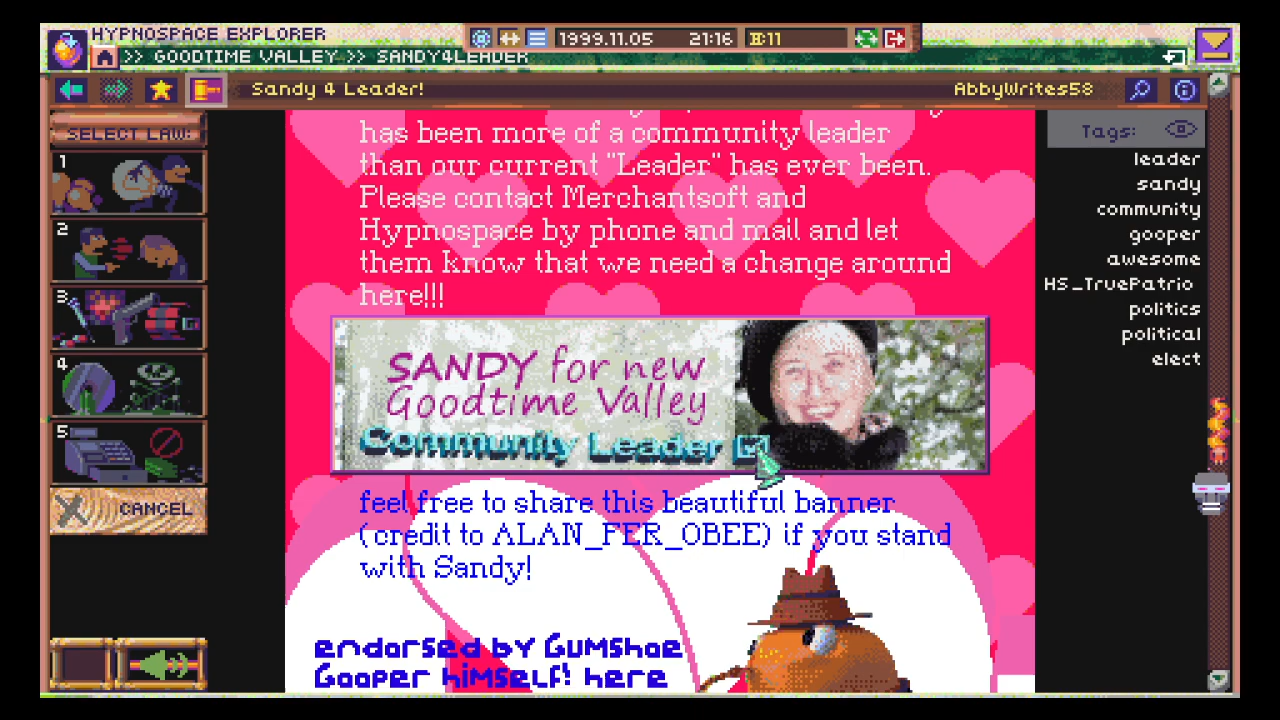 HYPNOSPACE EXPLORER
1999.11.05 21:16 11
>> GOODTIME VALLEY >> SANDY4LEADER
Sandy 4 Leader!
AbbyWrites58
SELECT LAW:
1
2
3
4
5
CANCEL
has been more of a community leader
than our current "Leader" has ever been.
Please contact Merchantsoft and
Hypnospace by phone and mail and let
them know that we need a change around
here!!!
SANDY for new
Goodtime Valley
Community Leader
feel free to share this beautiful banner
(credit to ALAN_FER_OBEE) if you stand
with Sandy!
endorsed by GUMShoe
Gooper hiMSELF! here
Tags:
leader
sandy
community
gooper
awesome
HS_TruePatrio
politics
political
elect